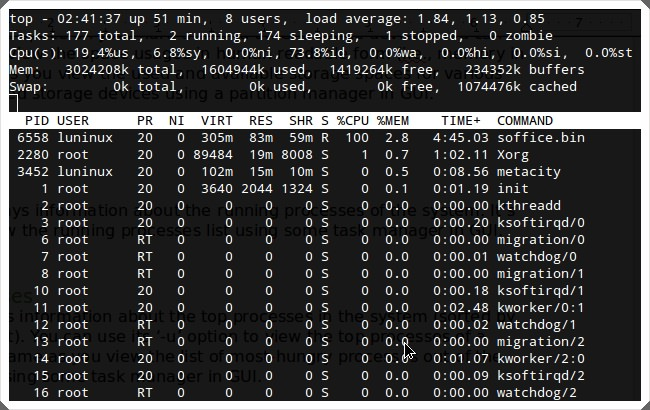 top - 02:41:37 up 51 min, 8 users, load average: 1.84, 1.13, 0.85
Tasks: 177 total, 2 running, 174 sleeping, stopped, zombie
Cpu(s): 19.4%us, 6.8%sy, 0.0%ni, 73.8%id, 0.0%wa, 0.0%hi, 0.0%si, 0.0%st
Mem: total, used, 1419264k free, buffers
Swap: 0k total, 0k used, 0k free, 1074476k cached
PID USER PR NI VIRT RES SHR S %CPU %MEM TIME+ COMMAND
6558 luninux 20 0 305m 83m 59m R 100 2.8 4:45.03 soffice.bin
2280 root 20 0 89484 19m 8008 S 1 0.7 1:02.11 Xorg
3452 luninux 20 0 102m 15m 10m S 0 0.5 0:08.56 metacity
1 root 20 0 3640 2044 1324 S 0 0.1 0:01.19 init
2 root 20 0 0 0 0 S 0 0.0 0:00.00 kthreadd
3 root 20 0 0 0 0 S 0 0.0 0:00.20 ksoftirqd/0
6 root RT 0 0 0 0 S 0 0.0 0:00.00 migration/0
7 root RT 0 0 0 0 S 0 0.0 0:00.01 watchdog/0
8 root RT 0 0 0 0 S 0 0.0 0:00.00 migration/1
10 root 20 0 0 0 0 S 0 0.0 0:00.18 ksoftirqd/1
11 root 20 0 0 0 0 S 0 0.0 0:02.48 kworker/0:1
12 root RT 0 0 0 0 S 0 0.0 0:00.02 watchdog/1
13 root RT 0 0 0 0 S 0 0.0 0:00.00 migration/2
14 root 20 0 0 0 0 S 0 0.0 0:01.07 kworker/2:0
15 root 20 0 0 0 0 S 0 0.0 0:00.09 ksoftirqd/2
16 root RT 0 0 0 0 S 0 0.0 0:00.00 watchdog/2